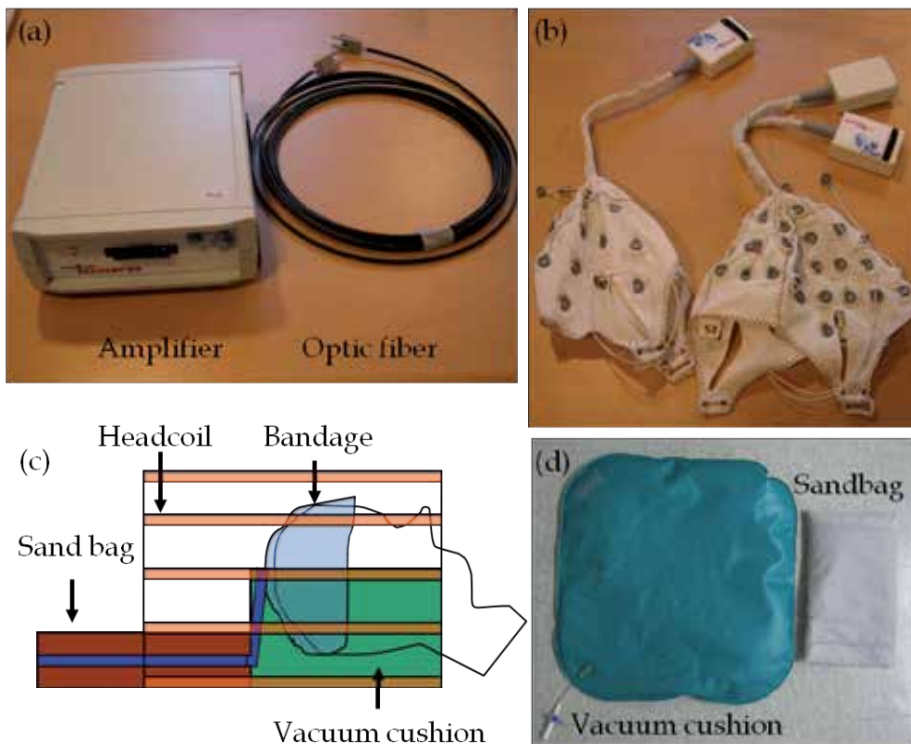 (a)
Amplifier
Optic fiber
(b)
(c)
Headcoil
Bandage
Sand bag
Vacuum cushion
(d)
Sandbag
Vacuum cushion